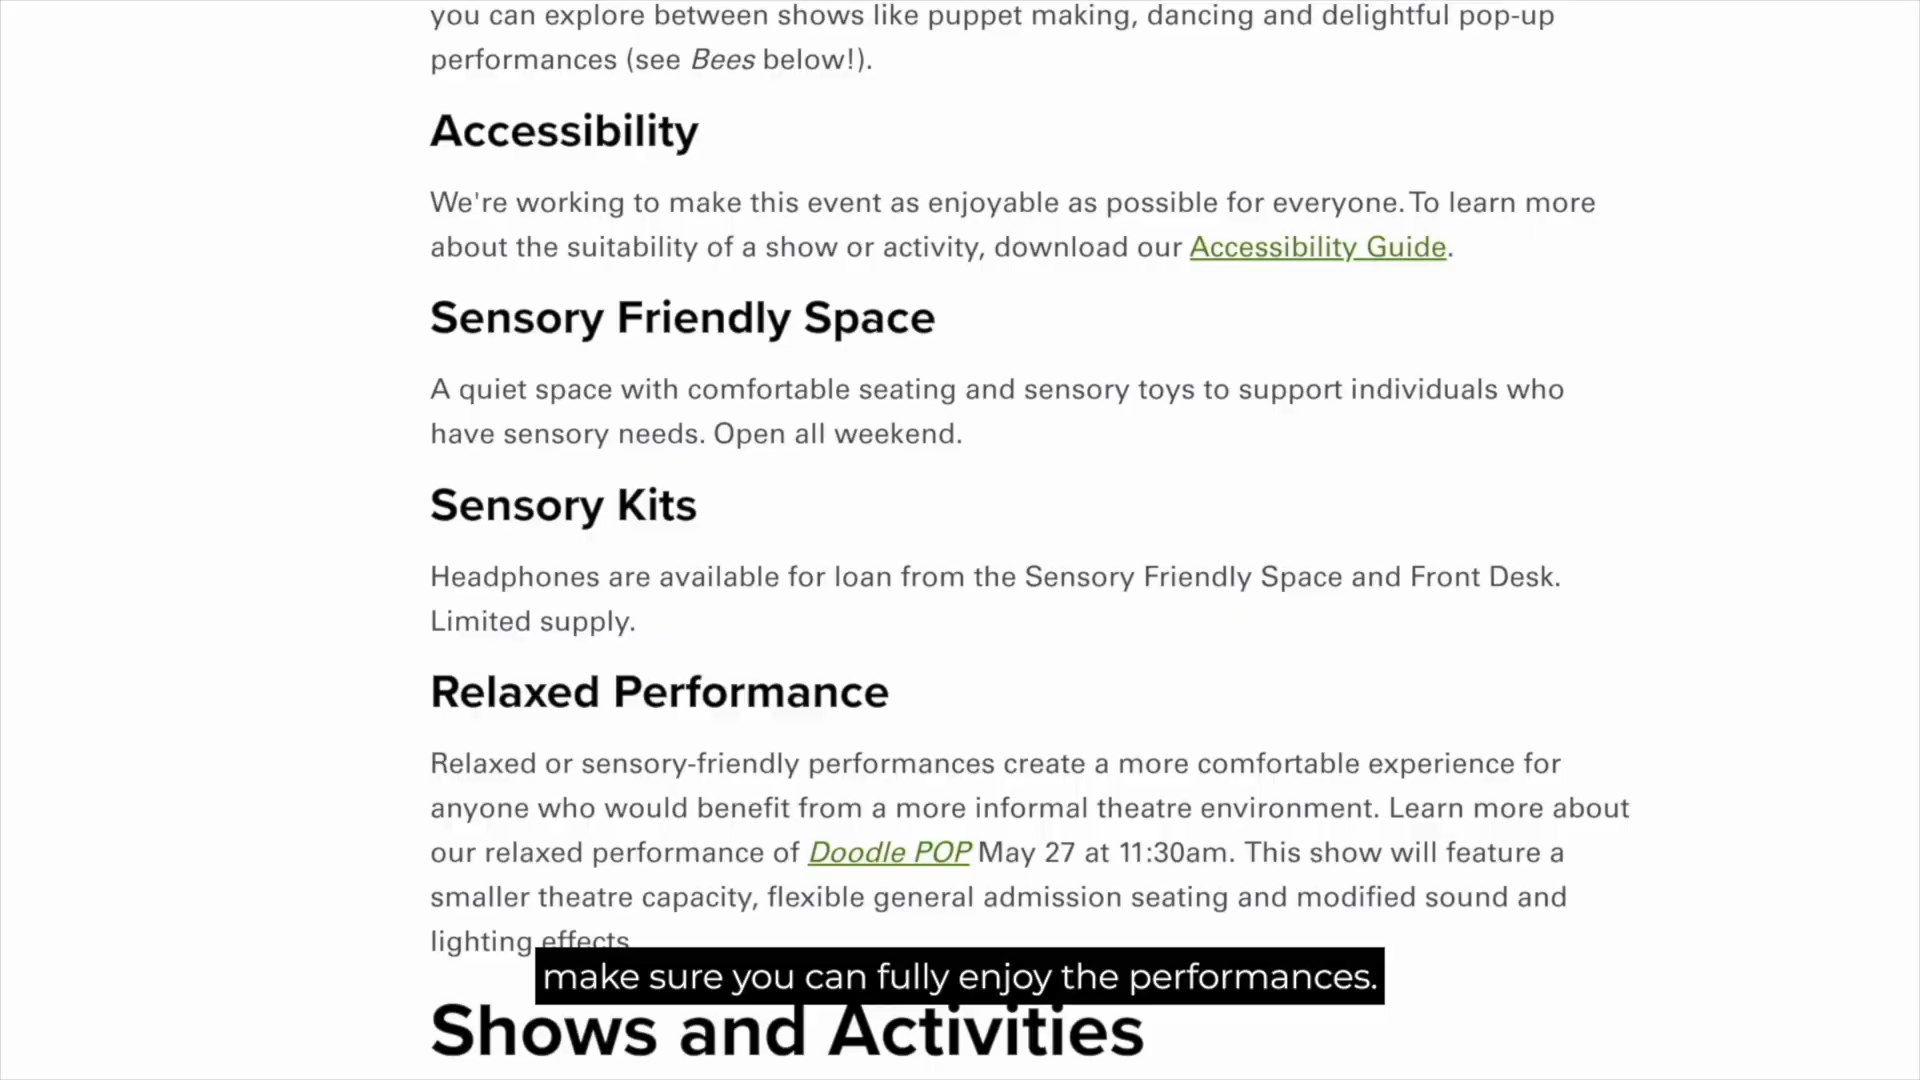 you can explore between shows like puppet making, dancing and delightful pop-up
performances (see Bees below!).
Accessibility
We're working to make this event as enjoyable as possible for everyone. To learn more
about the suitability of a show or activity, download our Accessibility Guide.
Sensory Friendly Space
A quiet space with comfortable seating and sensory toys to support individuals who
have sensory needs. Open all weekend.
Sensory Kits
Headphones are available for loan from the Sensory Friendly Space and Front Desk.
Limited supply.
Relaxed Performance
Relaxed or sensory-friendly performances create a more comfortable experience for
anyone who would benefit from a more informal theatre environment. Learn more about
our relaxed performance of Doodle POP May 27 at 11:30am. This show will feature a
smaller theatre capacity, flexible general admission seating and modified sound and
lighting effects
make sure you can fully enjoy the performances.
Shows and Activities